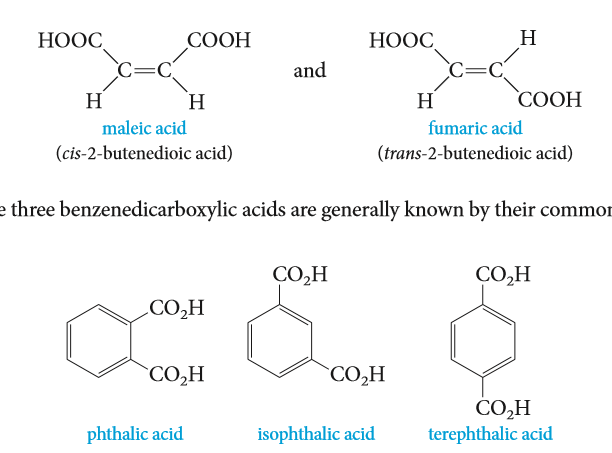 HOOC COOH HOOC H
C=C and C=C
H H H COOH
maleic acid fumaric acid
(cis-2-butenedioic acid) (trans-2-butenedioic acid)
e three benzenedicarboxylic acids are generally known by their common
CO₂H CO₂H
CO₂H
CO₂H CO₂H
CO₂H
phthalic acid isophthalic acid terephthalic acid